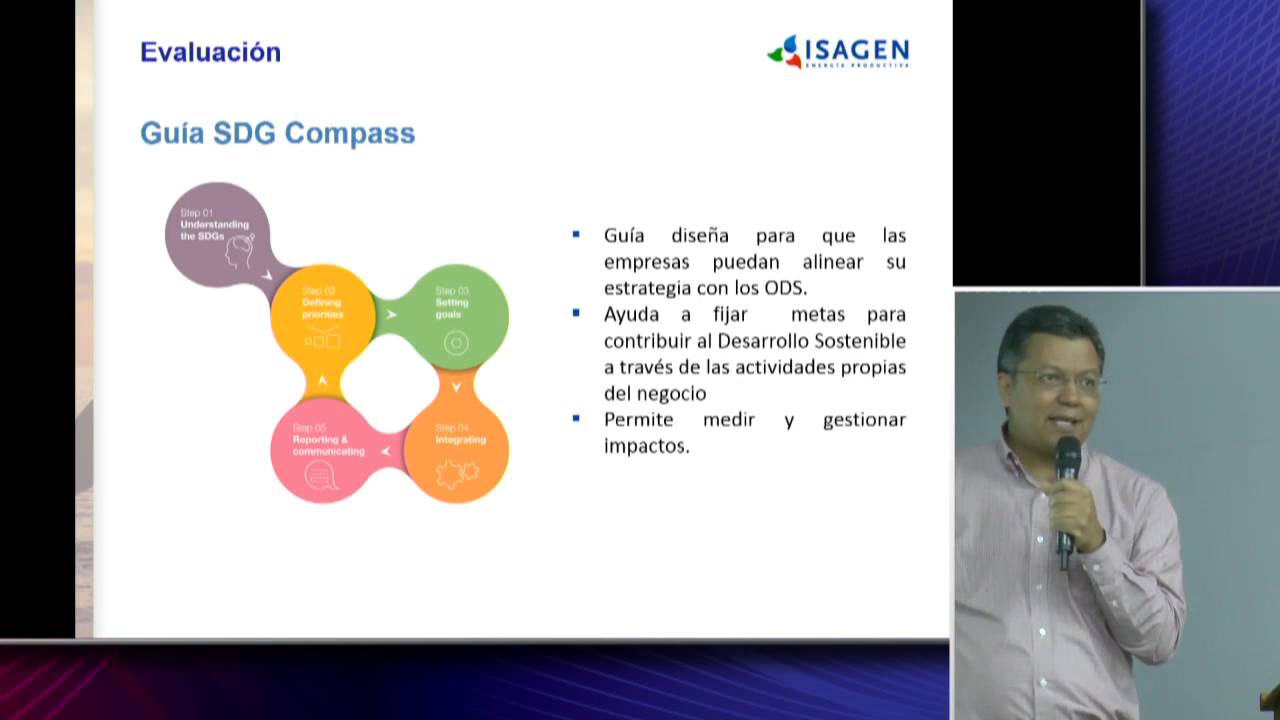 Evaluación
ISAGEN
ENERGÍA PRODUCTIVA
Guía SDG Compass
Step 01
Understanding
the SDGs
Step 02
Defining
priorities
Step 03
Setting
goals
Step 05
Reporting &
communicating
Step 04
Integrating
Guía diseña para que las
empresas puedan alinear su
estrategia con los ODS.
Ayuda a fijar metas para
contribuir al Desarrollo Sostenible
a través de las actividades propias
del negocio
Permite medir y gestionar
impactos.